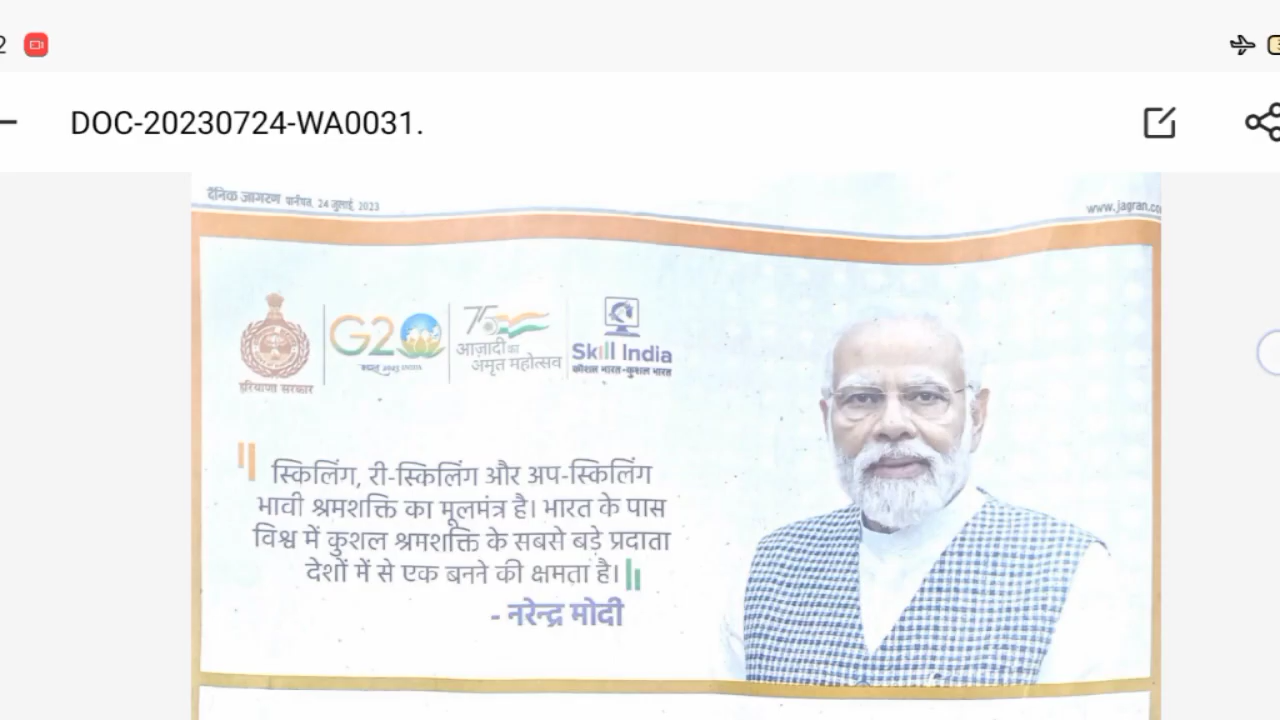 2
DOC-20230724-WA0031.
दैनिक जागरण पानीपत, 24 जुलाई, 2023
www.jagran.co
हरियाणा सरकार
G20
75
आज़ादी का
अमृत महोत्सव
Skill India
कौशल भारत-कुशल भारत
स्किलिंग, री-स्किलिंग और अप-स्किलिंग
भावी श्रमशक्ति का मूलमंत्र है। भारत के पास
विश्व में कुशल श्रमशक्ति के सबसे बड़े प्रदाता
देशों में से एक बनने की क्षमता है।
- नरेन्द्र मोदी